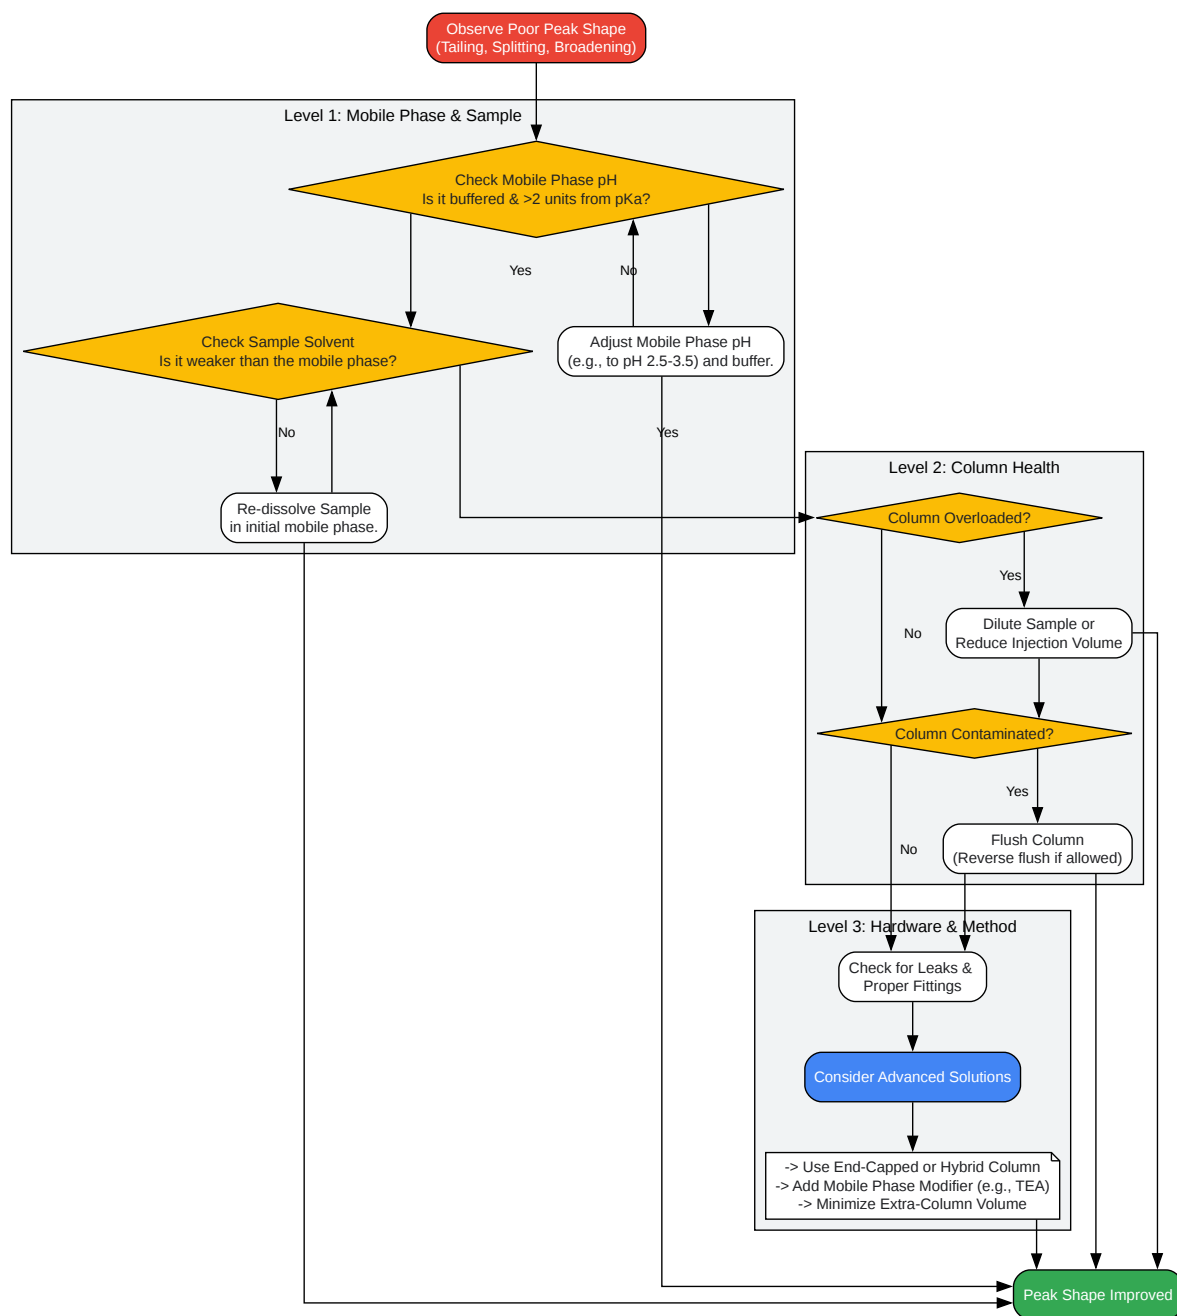 Observe Poor Peak Shape
(Tailing, Splitting, Broadening)
Level 1: Mobile Phase & Sample
Check Mobile Phase pH
Is it buffered & >2 units from pKa?
Yes
No
Check Sample Solvent
Is it weaker than the mobile phase?
Adjust Mobile Phase pH
(e.g., to pH 2.5-3.5) and buffer.
No
Yes
Re-dissolve Sample
in initial mobile phase.
Level 2: Column Health
Column Overloaded?
Yes
No
Dilute Sample or
Reduce Injection Volume
Column Contaminated?
Yes
No
Flush Column
(Reverse flush if allowed)
Level 3: Hardware & Method
Check for Leaks &
Proper Fittings
Consider Advanced Solutions
-> Use End-Capped or Hybrid Column
-> Add Mobile Phase Modifier (e.g., TEA)
-> Minimize Extra-Column Volume
Peak Shape Improved